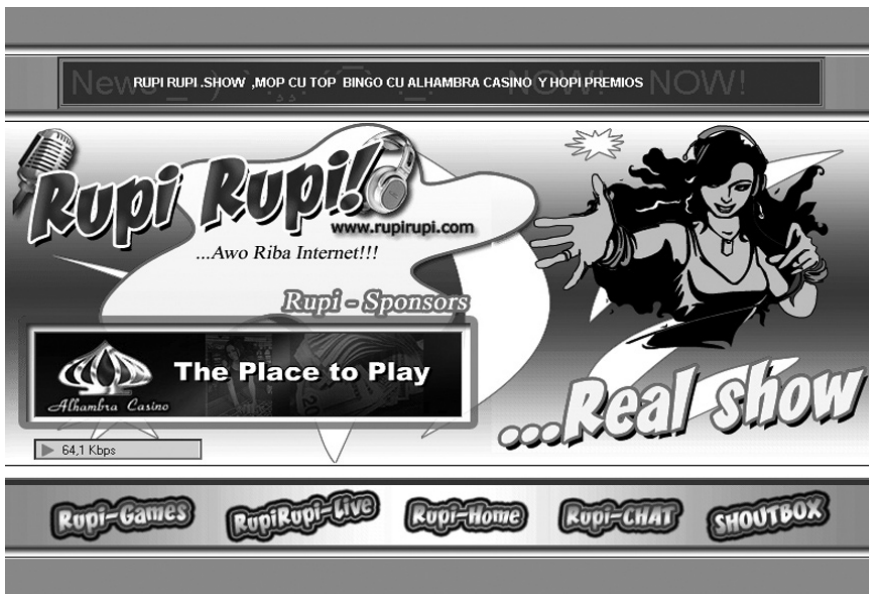 News NOW! NOW!
RUPI RUPI .SHOW ,MOP CU TOP BINGO CU ALHAMBRA CASINO Y HOPI PREMIOS
Rupi Rupi!
www.rupirupi.com
...Awo Riba Internet!!!
Rupi - Sponsors
The Place to Play
Alhambra Casino
...Real show
64,1 Kbps
Rupi-Games RupiRupi-Live Rupi-Home Rupi-CHAT SHOUTBOX